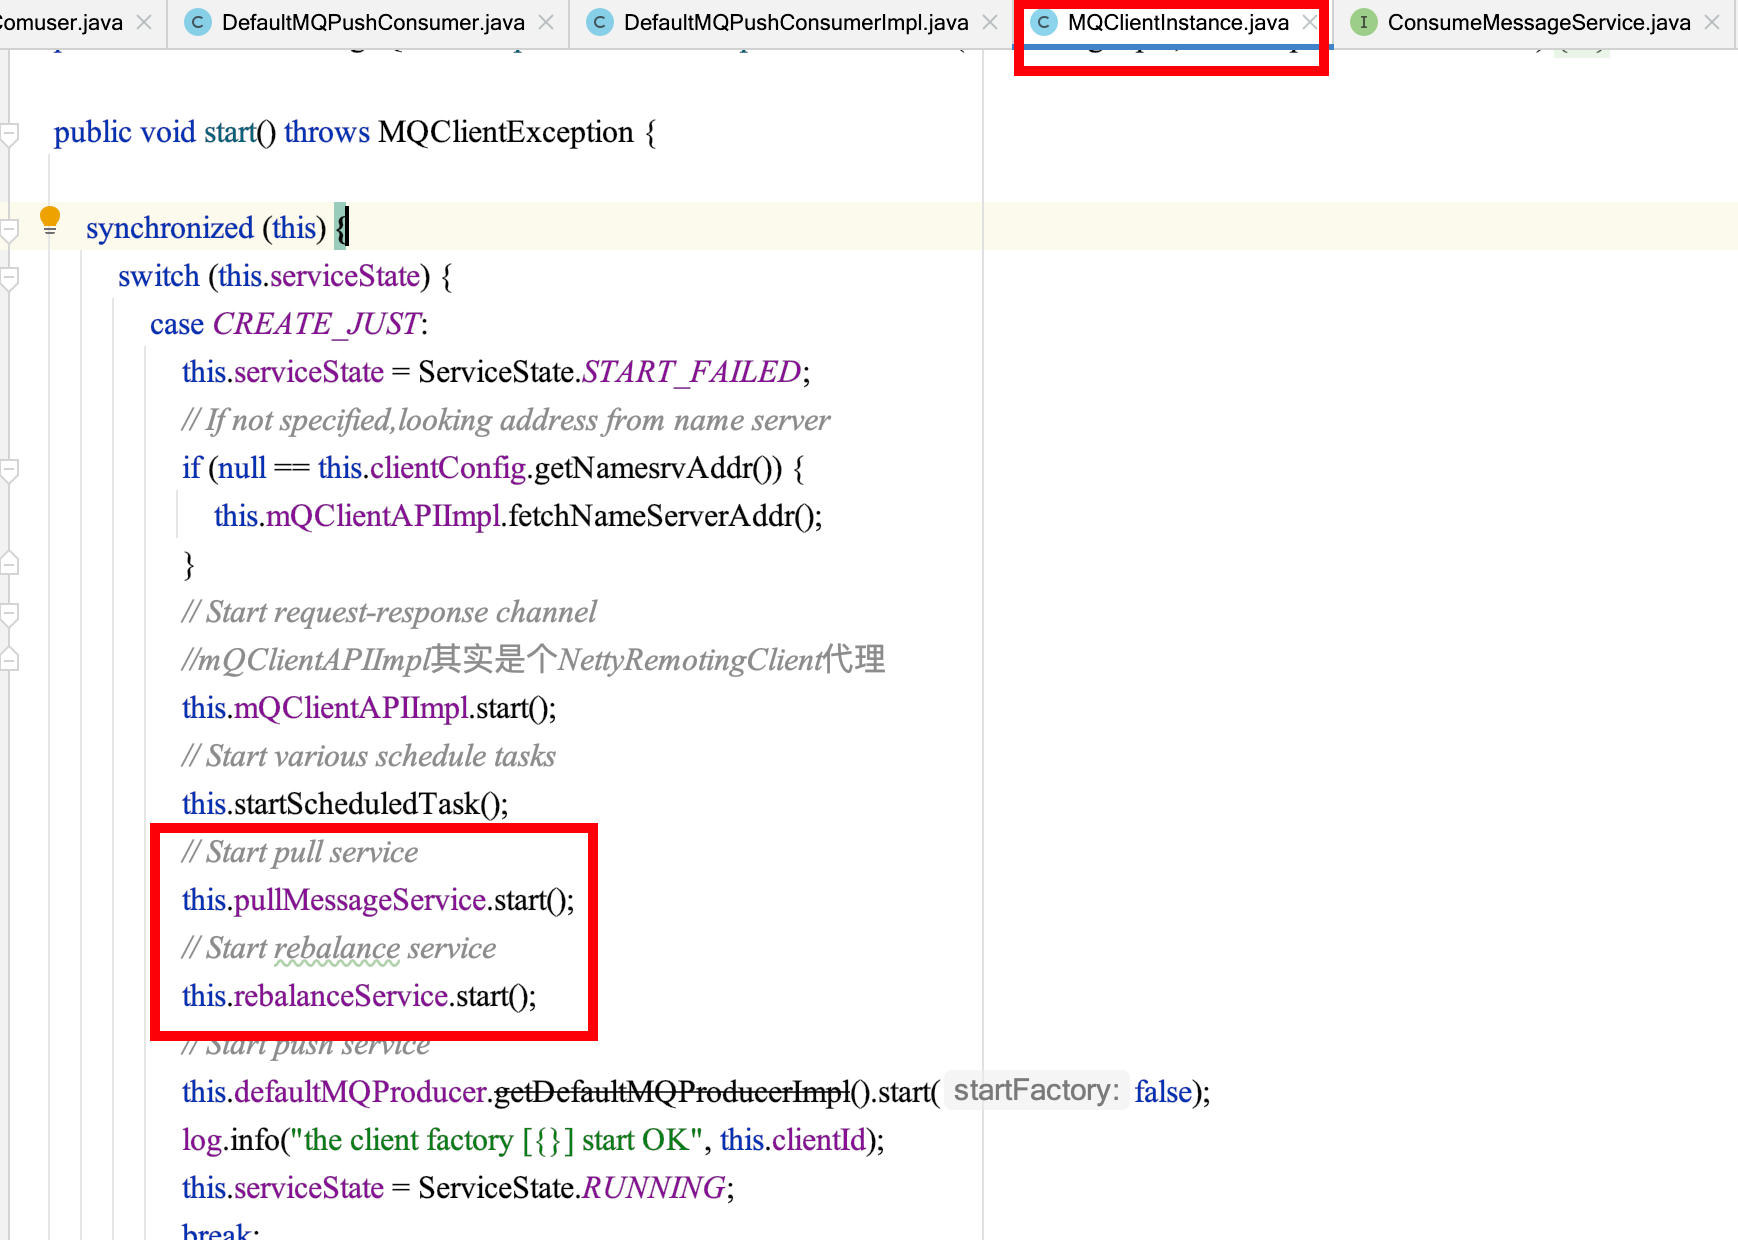 omuser.java
C DefaultMQPushConsumer.java
C DefaultMQPushConsumerImpl.java
C MQClientInstance.java
I ConsumeMessageService.java
public void start() throws MQClientException {
synchronized (this) {
switch (this.serviceState) {
case CREATE_JUST:
this.serviceState = ServiceState.START_FAILED;
// If not specified,looking address from name server
if (null == this.clientConfig.getNamesrvAddr()) {
this.mQClientAPIImpl.fetchNameServerAddr();
}
// Start request-response channel
//mQClientAPIImpl其实是个NettyRemotingClient代理
this.mQClientAPIImpl.start();
// Start various schedule tasks
this.startScheduledTask();
// Start pull service
this.pullMessageService.start();
// Start rebalance service
this.rebalanceService.start();
// Start push service
this.defaultMQProducer.getDefaultMQProducerImpl().start( startFactory: false);
log.info("the client factory [{}] start OK", this.clientId);
this.serviceState = ServiceState.RUNNING;
break;